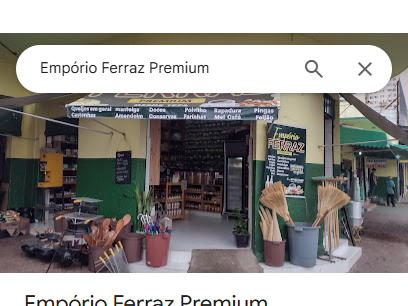 Empório Ferraz Premium
PREMIUM
Queijos em geral manteiga Doces Polvilho Rapadura Pingas
Castanhas Amendoim Conservas Farinhas Mel Café Feijão
Empório
FERRAZ
Empório Ferraz Premium